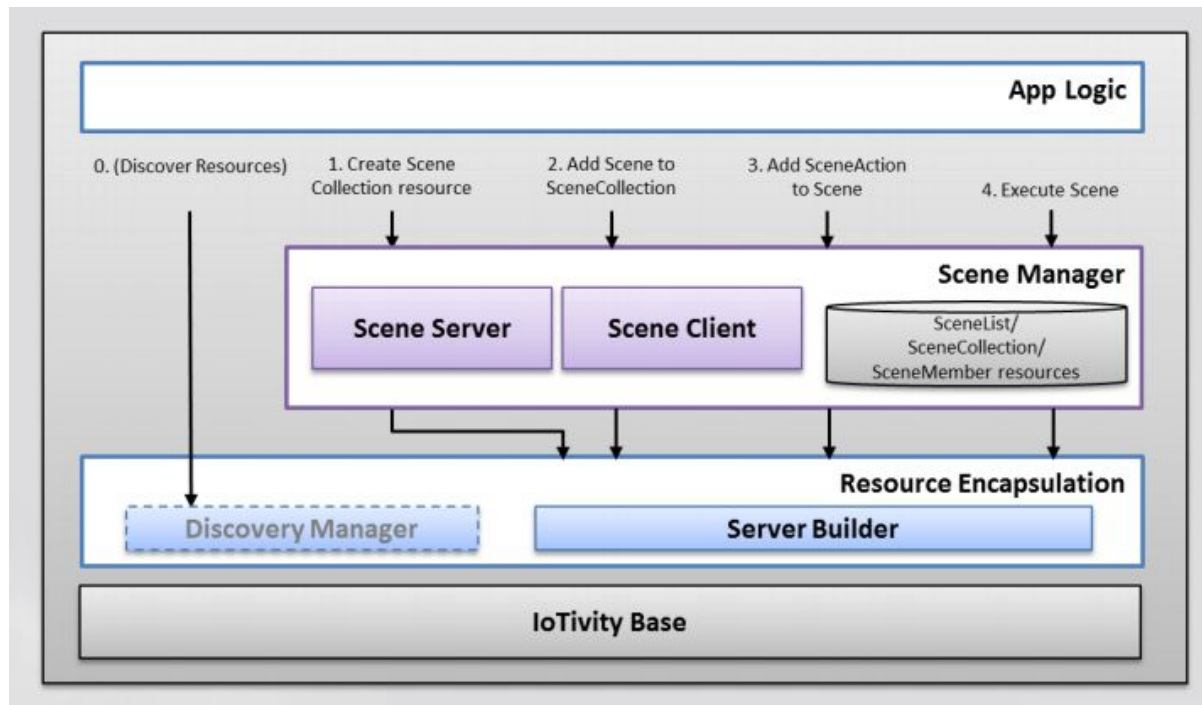 App Logic
0. (Discover Resources)
1. Create Scene
Collection resource
2. Add Scene to
SceneCollection
3. Add SceneAction
to Scene
4. Execute Scene
Scene Manager
Scene Server
Scene Client
SceneList/
SceneCollection/
SceneMember resources
Resource Encapsulation
Discovery Manager
Server Builder
IoTivity Base